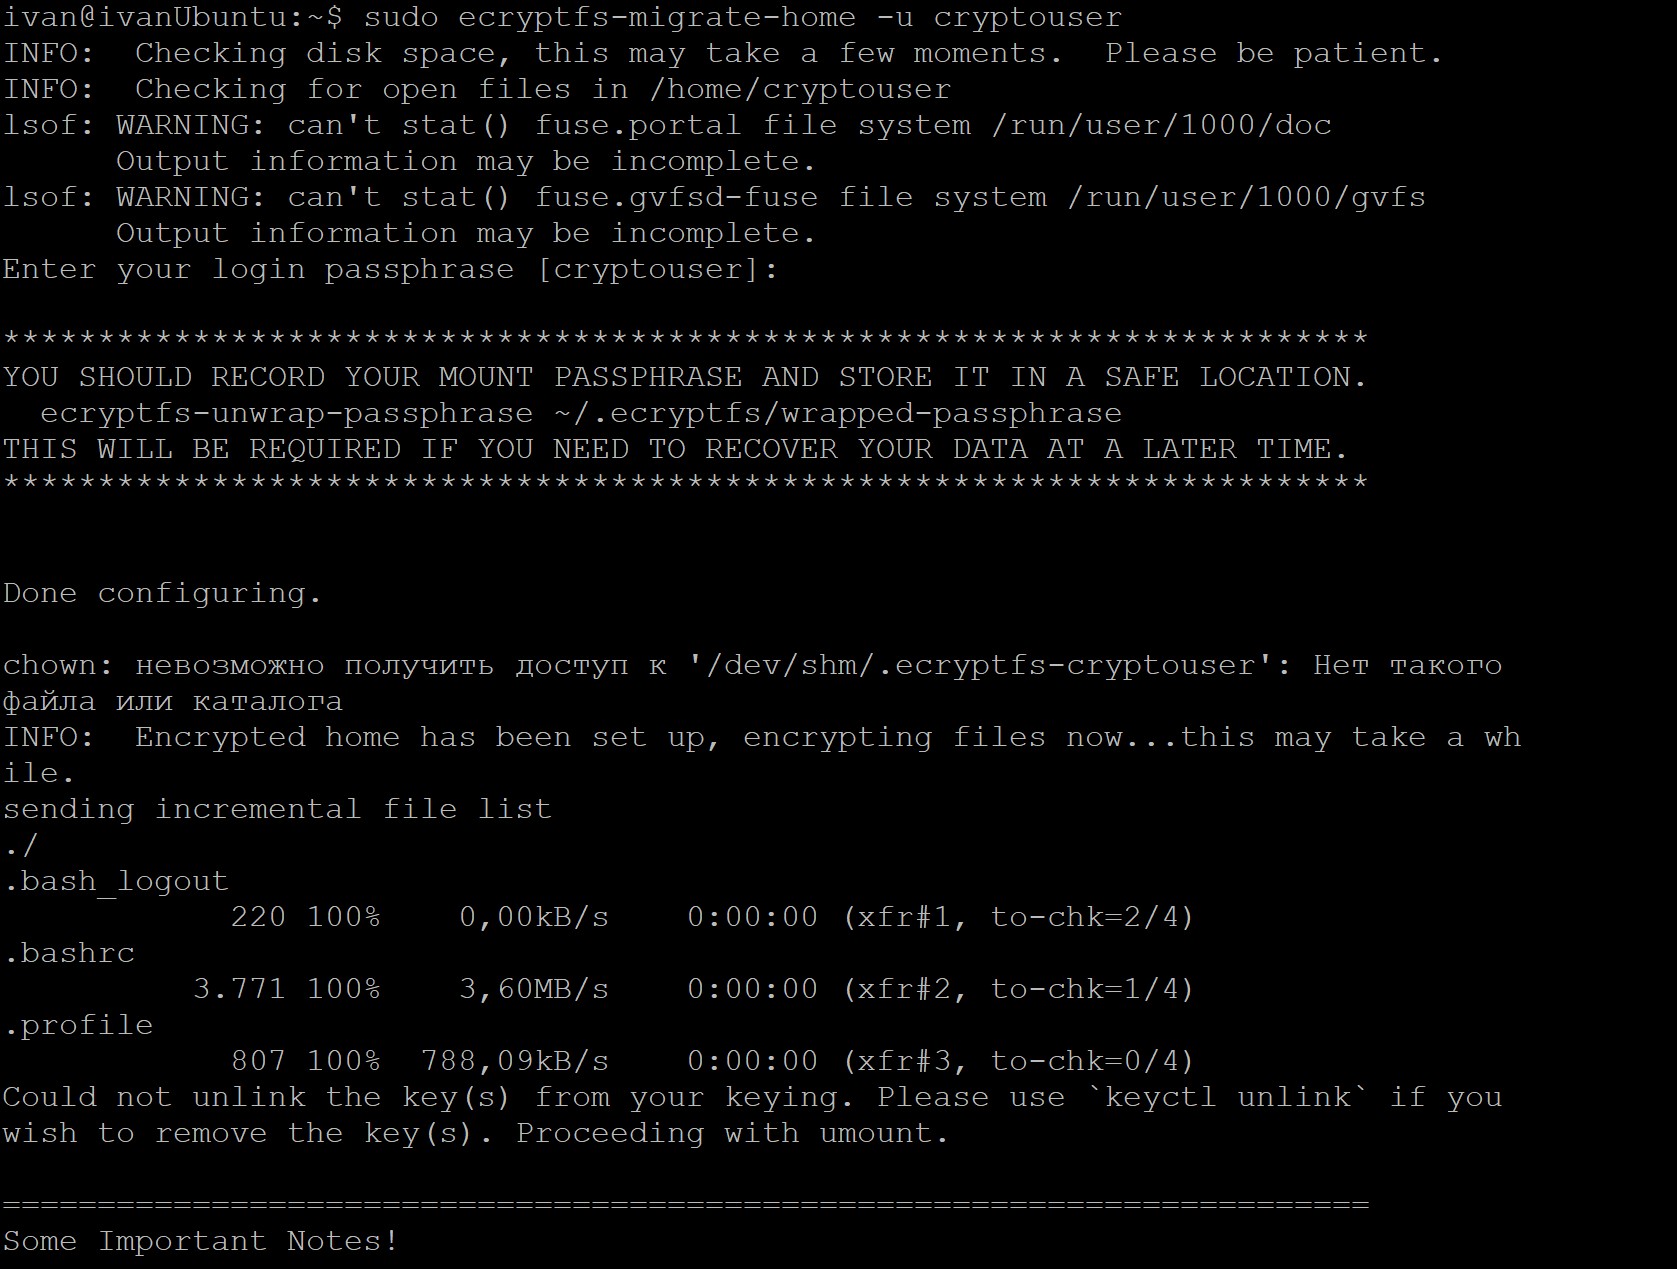 ivan@ivanUbuntu:~$ sudo ecryptfs-migrate-home -u cryptouser
INFO:  Checking disk space, this may take a few moments.  Please be patient.
INFO:  Checking for open files in /home/cryptouser
lsof: WARNING: can't stat() fuse.portal file system /run/user/1000/doc
      Output information may be incomplete.
lsof: WARNING: can't stat() fuse.gvfsd-fuse file system /run/user/1000/gvfs
      Output information may be incomplete.
Enter your login passphrase [cryptouser]:
************************************************************************
YOU SHOULD RECORD YOUR MOUNT PASSPHRASE AND STORE IT IN A SAFE LOCATION.
  ecryptfs-unwrap-passphrase ~/.ecryptfs/wrapped-passphrase
THIS WILL BE REQUIRED IF YOU NEED TO RECOVER YOUR DATA AT A LATER TIME.
************************************************************************
Done configuring.
chown: невозможно получить доступ к '/dev/shm/.ecryptfs-cryptouser': Нет такого
файла или каталога
INFO:  Encrypted home has been set up, encrypting files now...this may take a wh
ile.
sending incremental file list
./
.bash_logout
            220 100%    0,00kB/s    0:00:00 (xfr#1, to-chk=2/4)
.bashrc
          3.771 100%    3,60MB/s    0:00:00 (xfr#2, to-chk=1/4)
.profile
            807 100%  788,09kB/s    0:00:00 (xfr#3, to-chk=0/4)
Could not unlink the key(s) from your keying. Please use `keyctl unlink` if you
wish to remove the key(s). Proceeding with umount.
========================================================================
Some Important Notes!